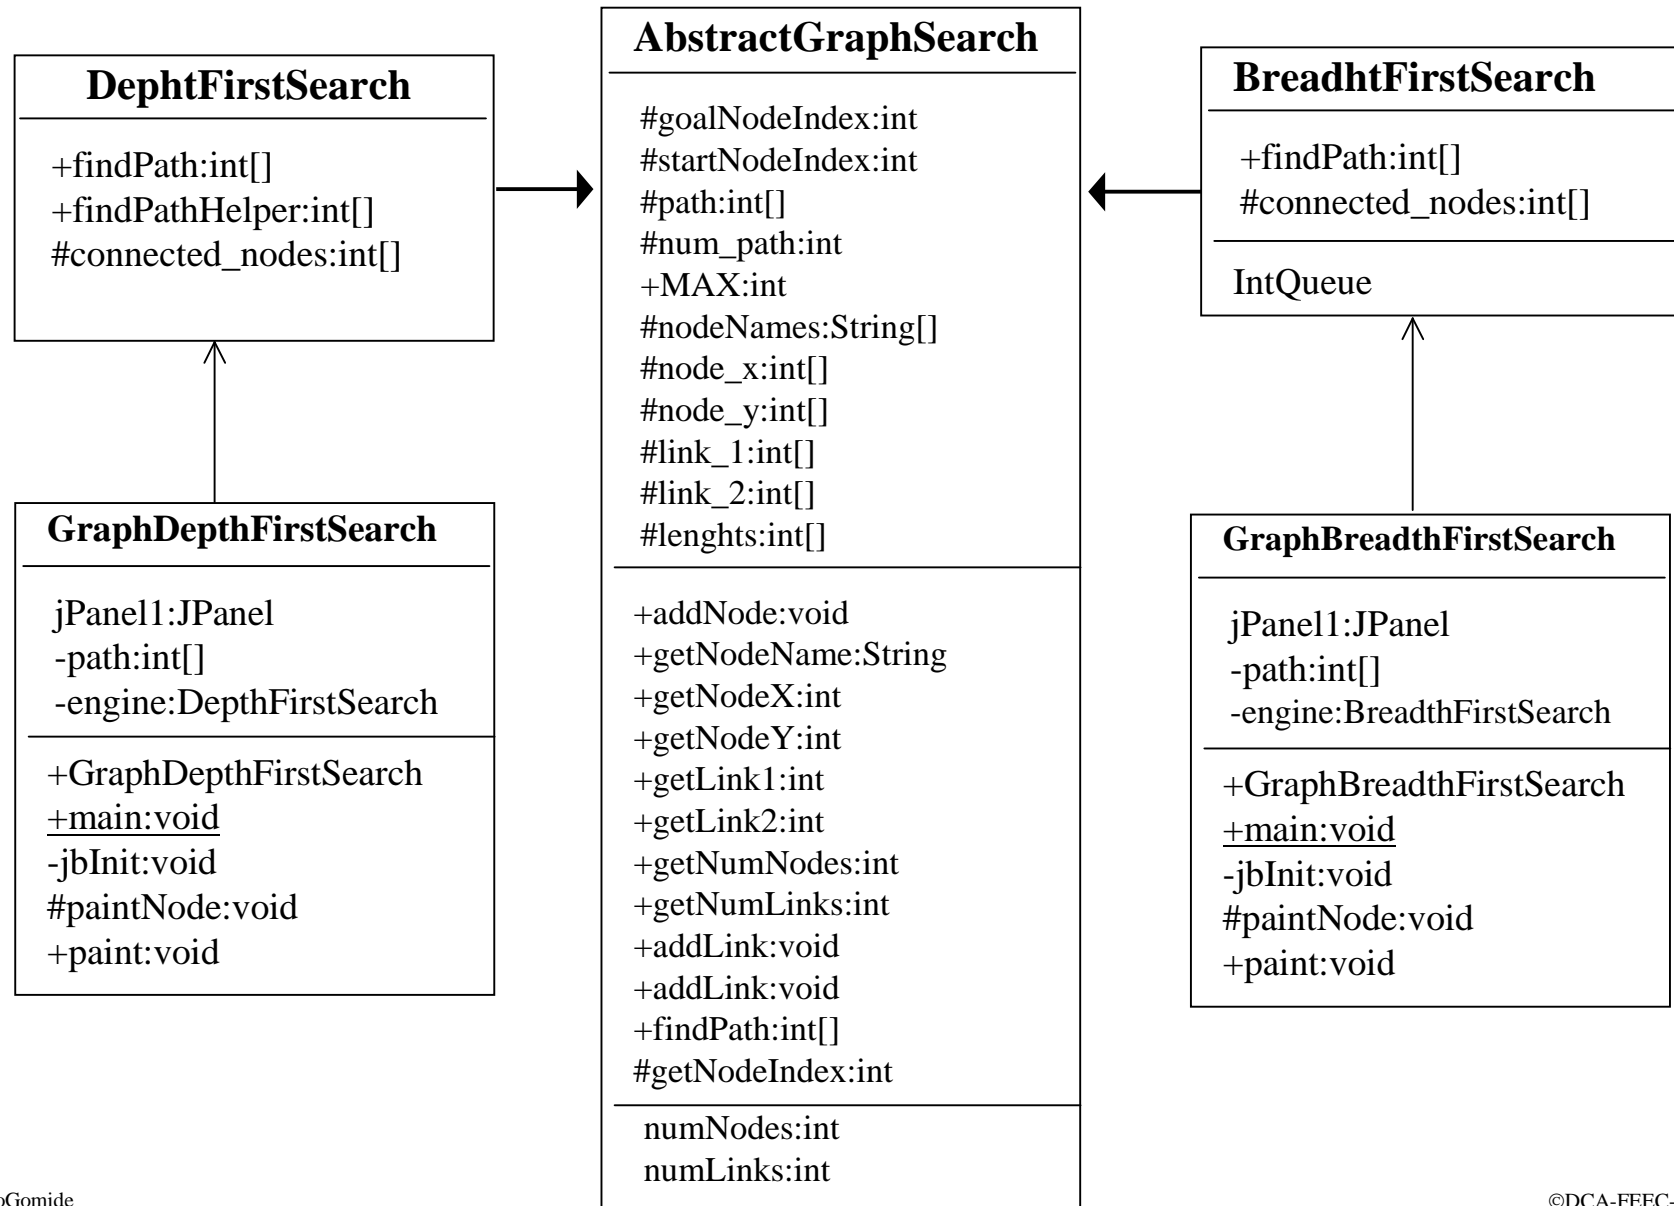 DephtFirstSearch
+findPath:int[]
+findPathHelper:int[]
#connected_nodes:int[]
AbstractGraphSearch
#goalNodeIndex:int
#startNodeIndex:int
#path:int[]
#num_path:int
+MAX:int
#nodeNames:String[]
#node_x:int[]
#node_y:int[]
#link_1:int[]
#link_2:int[]
#lenghts:int[]
+addNode:void
+getNodeName:String
+getNodeX:int
+getNodeY:int
+getLink1:int
+getLink2:int
+getNumNodes:int
+getNumLinks:int
+addLink:void
+addLink:void
+findPath:int[]
#getNodeIndex:int
numNodes:int
numLinks:int
BreadhtFirstSearch
+findPath:int[]
#connected_nodes:int[]
IntQueue
GraphDepthFirstSearch
jPanel1:JPanel
-path:int[]
-engine:DepthFirstSearch
+GraphDepthFirstSearch
+main:void
-jbInit:void
#paintNode:void
+paint:void
GraphBreadthFirstSearch
jPanel1:JPanel
-path:int[]
-engine:BreadthFirstSearch
+GraphBreadthFirstSearch
+main:void
-jbInit:void
#paintNode:void
+paint:void
oGomide
©DCA-FEEC-